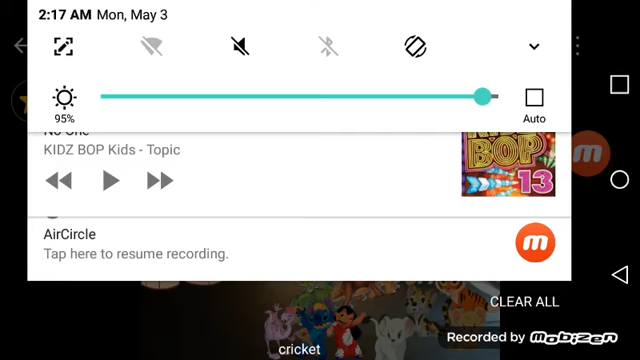 2:17 AM Mon, May 3
95%
Auto
No One
KIDZ BOP Kids - Topic
BOP
13
AirCircle
Tap here to resume recording.
CLEAR ALL
Recorded by mobizen
cricket